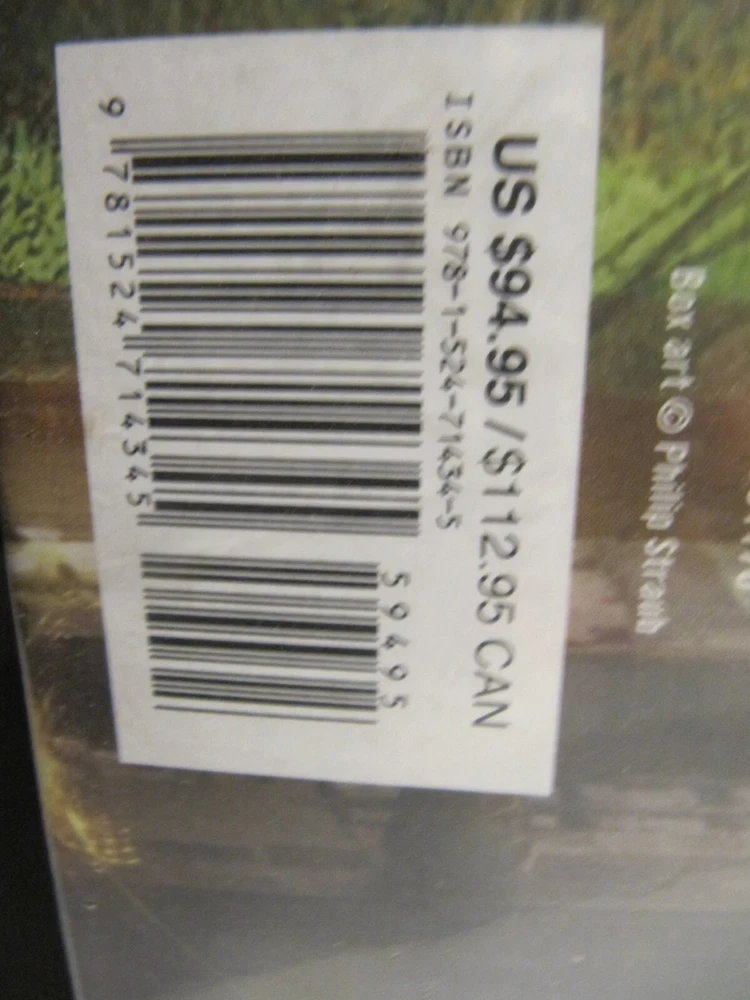 Box art © Philip Straub
US $94.95 / $112.95 CAN
ISBN 978-1-524-71434-5
59495
9 781524 714345